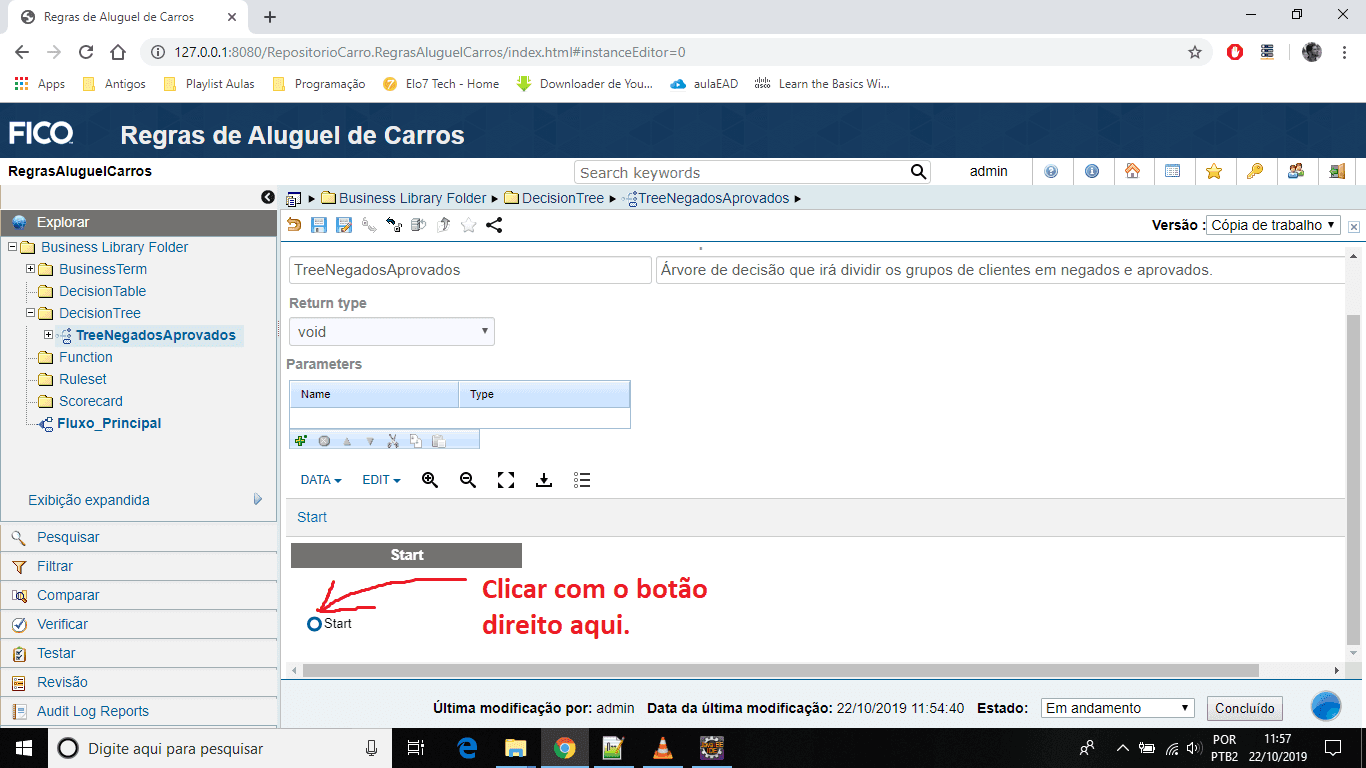 Regras de Aluguel de Carros
127.0.0.1:8080/RepositorioCarro.RegrasAluguelCarros/index.html#instanceEditor=0
Apps Antigos Playlist Aulas Programação Elo7 Tech - Home Downloader de You... aulaEAD Learn the Basics Wi...
FICO Regras de Aluguel de Carros
RegrasAluguelCarros Search keywords admin
Business Library Folder DecisionTree TreeNegadosAprovados
Explorar
Versão : Cópia de trabalho
Business Library Folder
BusinessTerm
DecisionTable
DecisionTree
TreeNegadosAprovados
Function
Ruleset
Scorecard
Fluxo_Principal
Exibição expandida
Pesquisar
Filtrar
Comparar
Verificar
Testar
Revisão
Audit Log Reports
TreeNegadosAprovados Árvore de decisão que irá dividir os grupos de clientes em negados e aprovados.
Return type
void
Parameters
Name Type
DATA EDIT
Start
Start
Clicar com o botão
direito aqui.
Start
Última modificação por: admin Data da última modificação: 22/10/2019 11:54:40 Estado: Em andamento Concluído
Digite aqui para pesquisar
POR 11:57
PTB2 22/10/2019